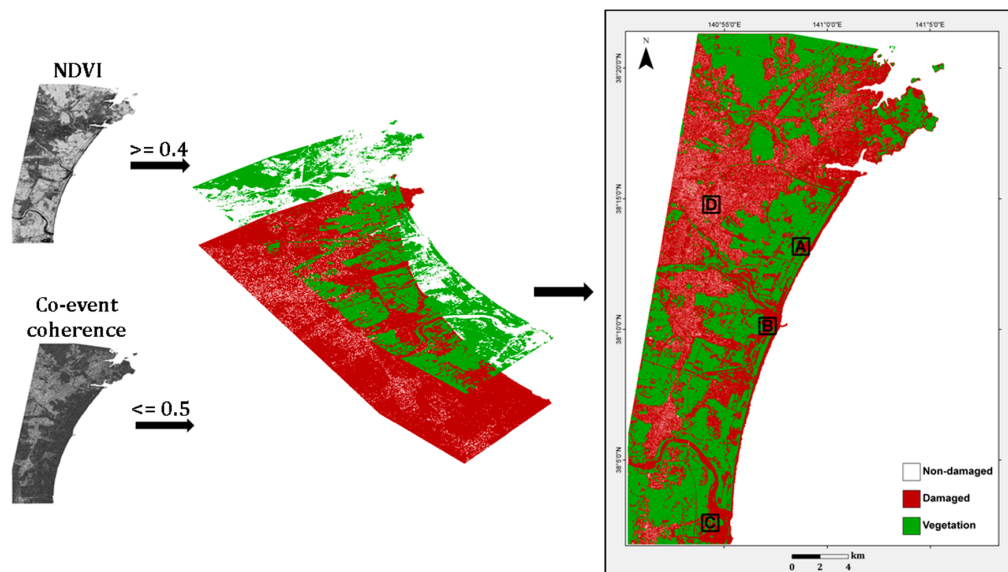 NDVI
>= 0.4
Co-event
coherence
<= 0.5
140°55'0"E
141°0'0"E
141°5'0"E
N
38°20'0"N
38°15'0"N
38°10'0"N
38°5'0"N
D
A
B
C
Non-damaged
Damaged
Vegetation
km
0 2 4